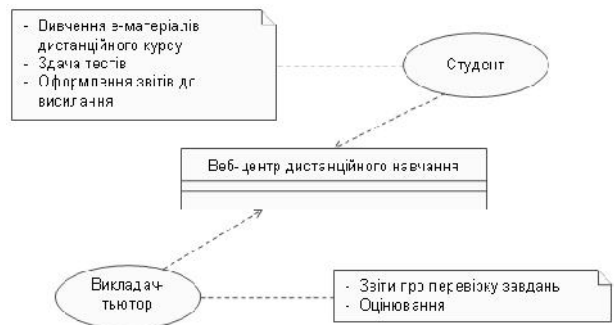 - Вивчення е-матеріалів
дистанційного курсу
- Здача тестів
- Оформлення звітів до
висилання
Студент
Веб-центр дистанційного навчання
Викладач-
тьютор
- Звіти про перевірку завдань
- Оцінювання